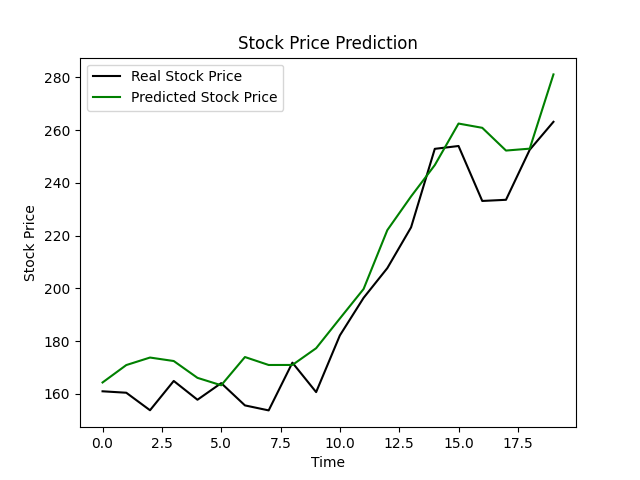 Stock Price Prediction
Real Stock Price
Predicted Stock Price
280
260
240
220
200
180
160
Stock Price
0.0 2.5 5.0 7.5 10.0 12.5 15.0 17.5
Time